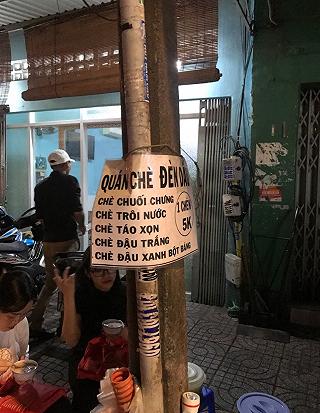 QUÁN CHÈ ĐÈN
CHÈ CHUỐI CHƯNG
CHÈ TRÔI NƯỚC
CHÈ TÁO XỌN
CHÈ ĐẬU TRẮNG
CHÈ ĐẬU XANH BỘT BÁNG
1 CHÉN
5K